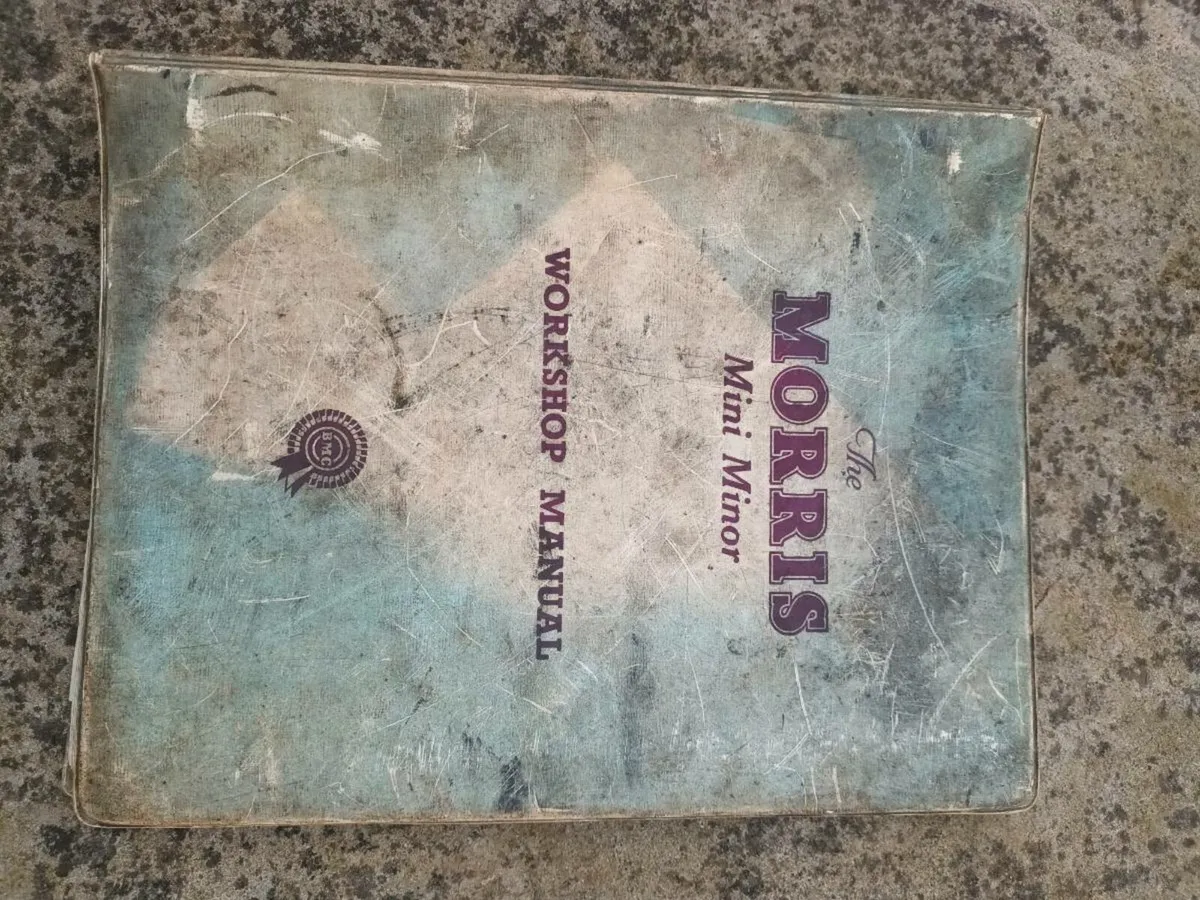 The
MORRIS
Mini Minor
WORKSHOP MANUAL
BMC